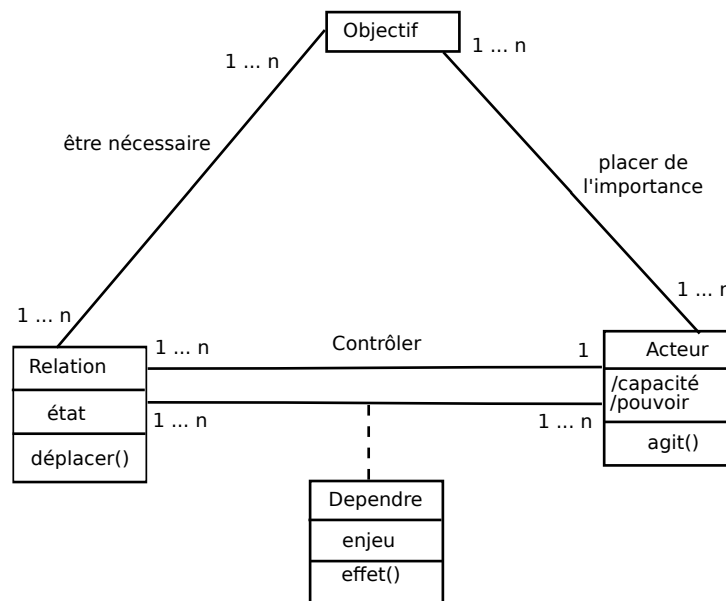 Objectif
1 ... n
1 ... n
être nécessaire
placer de
l'importance
1 ... n
1 ... n
Relation
état
déplacer()
1 ... n
Contrôler
1
Acteur
/capacité
/pouvoir
agit()
1 ... n
1 ... n
Dependre
enjeu
effet()